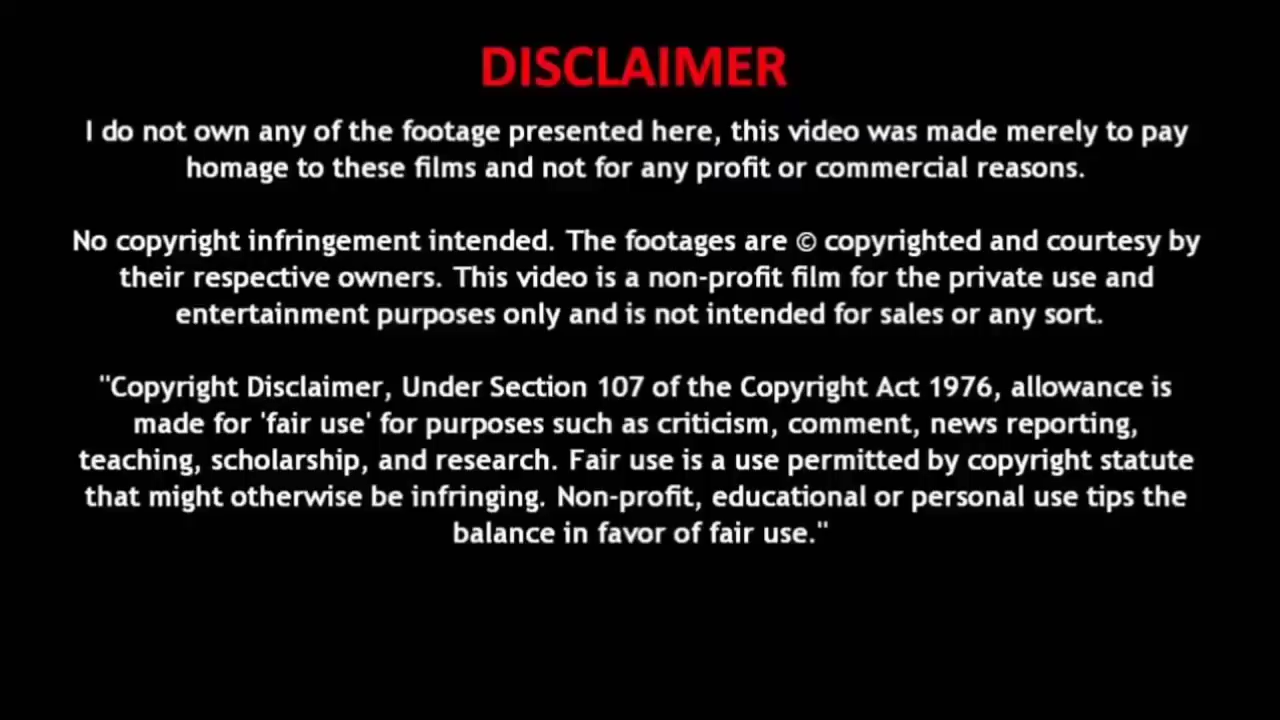 DISCLAIMER
I do not own any of the footage presented here, this video was made merely to pay
homage to these films and not for any profit or commercial reasons.
No copyright infringement intended. The footages are © copyrighted and courtesy by
their respective owners. This video is a non-profit film for the private use and
entertainment purposes only and is not intended for sales or any sort.
"Copyright Disclaimer, Under Section 107 of the Copyright Act 1976, allowance is
made for 'fair use' for purposes such as criticism, comment, news reporting,
teaching, scholarship, and research. Fair use is a use permitted by copyright statute
that might otherwise be infringing. Non-profit, educational or personal use tips the
balance in favor of fair use."